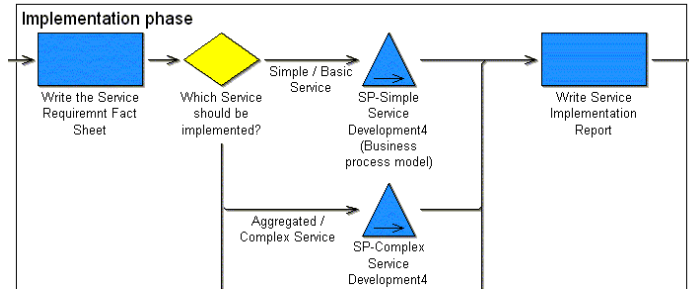 Implementation phase
Write the Service
Requiremnt Fact
Sheet
Which Service
should be
implemented?
Simple / Basic
Service
SP-Simple
Service
Development4
(Business
process model)
Write Service
Implementation
Report
Aggregated /
Complex Service
SP-Complex
Service
Development4